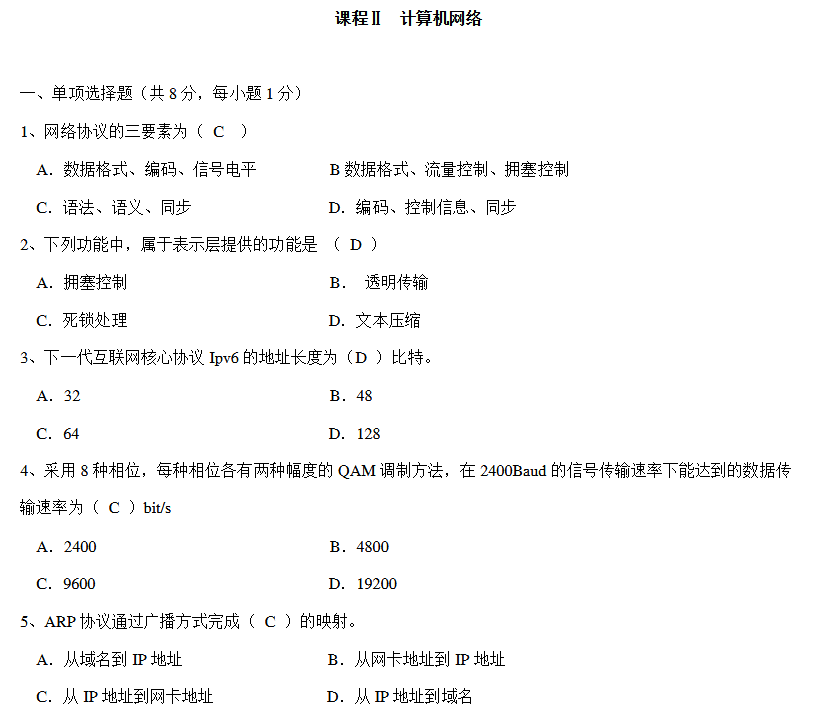 课程Ⅱ 计算机网络
一、单项选择题（共 8 分，每小题 1 分）
1、网络协议的三要素为（ C ）
A．数据格式、编码、信号电平 B 数据格式、流量控制、拥塞控制
C．语法、语义、同步 D．编码、控制信息、同步
2、下列功能中，属于表示层提供的功能是 （ D ）
A．拥塞控制 B． 透明传输
C．死锁处理 D．文本压缩
3、下一代互联网核心协议 Ipv6 的地址长度为（D ）比特。
A．32 B．48
C．64 D．128
4、采用 8 种相位，每种相位各有两种幅度的 QAM 调制方法，在 2400Baud 的信号传输速率下能达到的数据传
输速率为（ C ）bit/s
A．2400 B．4800
C．9600 D．19200
5、ARP 协议通过广播方式完成（ C ）的映射。
A．从域名到 IP 地址 B．从网卡地址到 IP 地址
C．从 IP 地址到网卡地址 D．从 IP 地址到域名